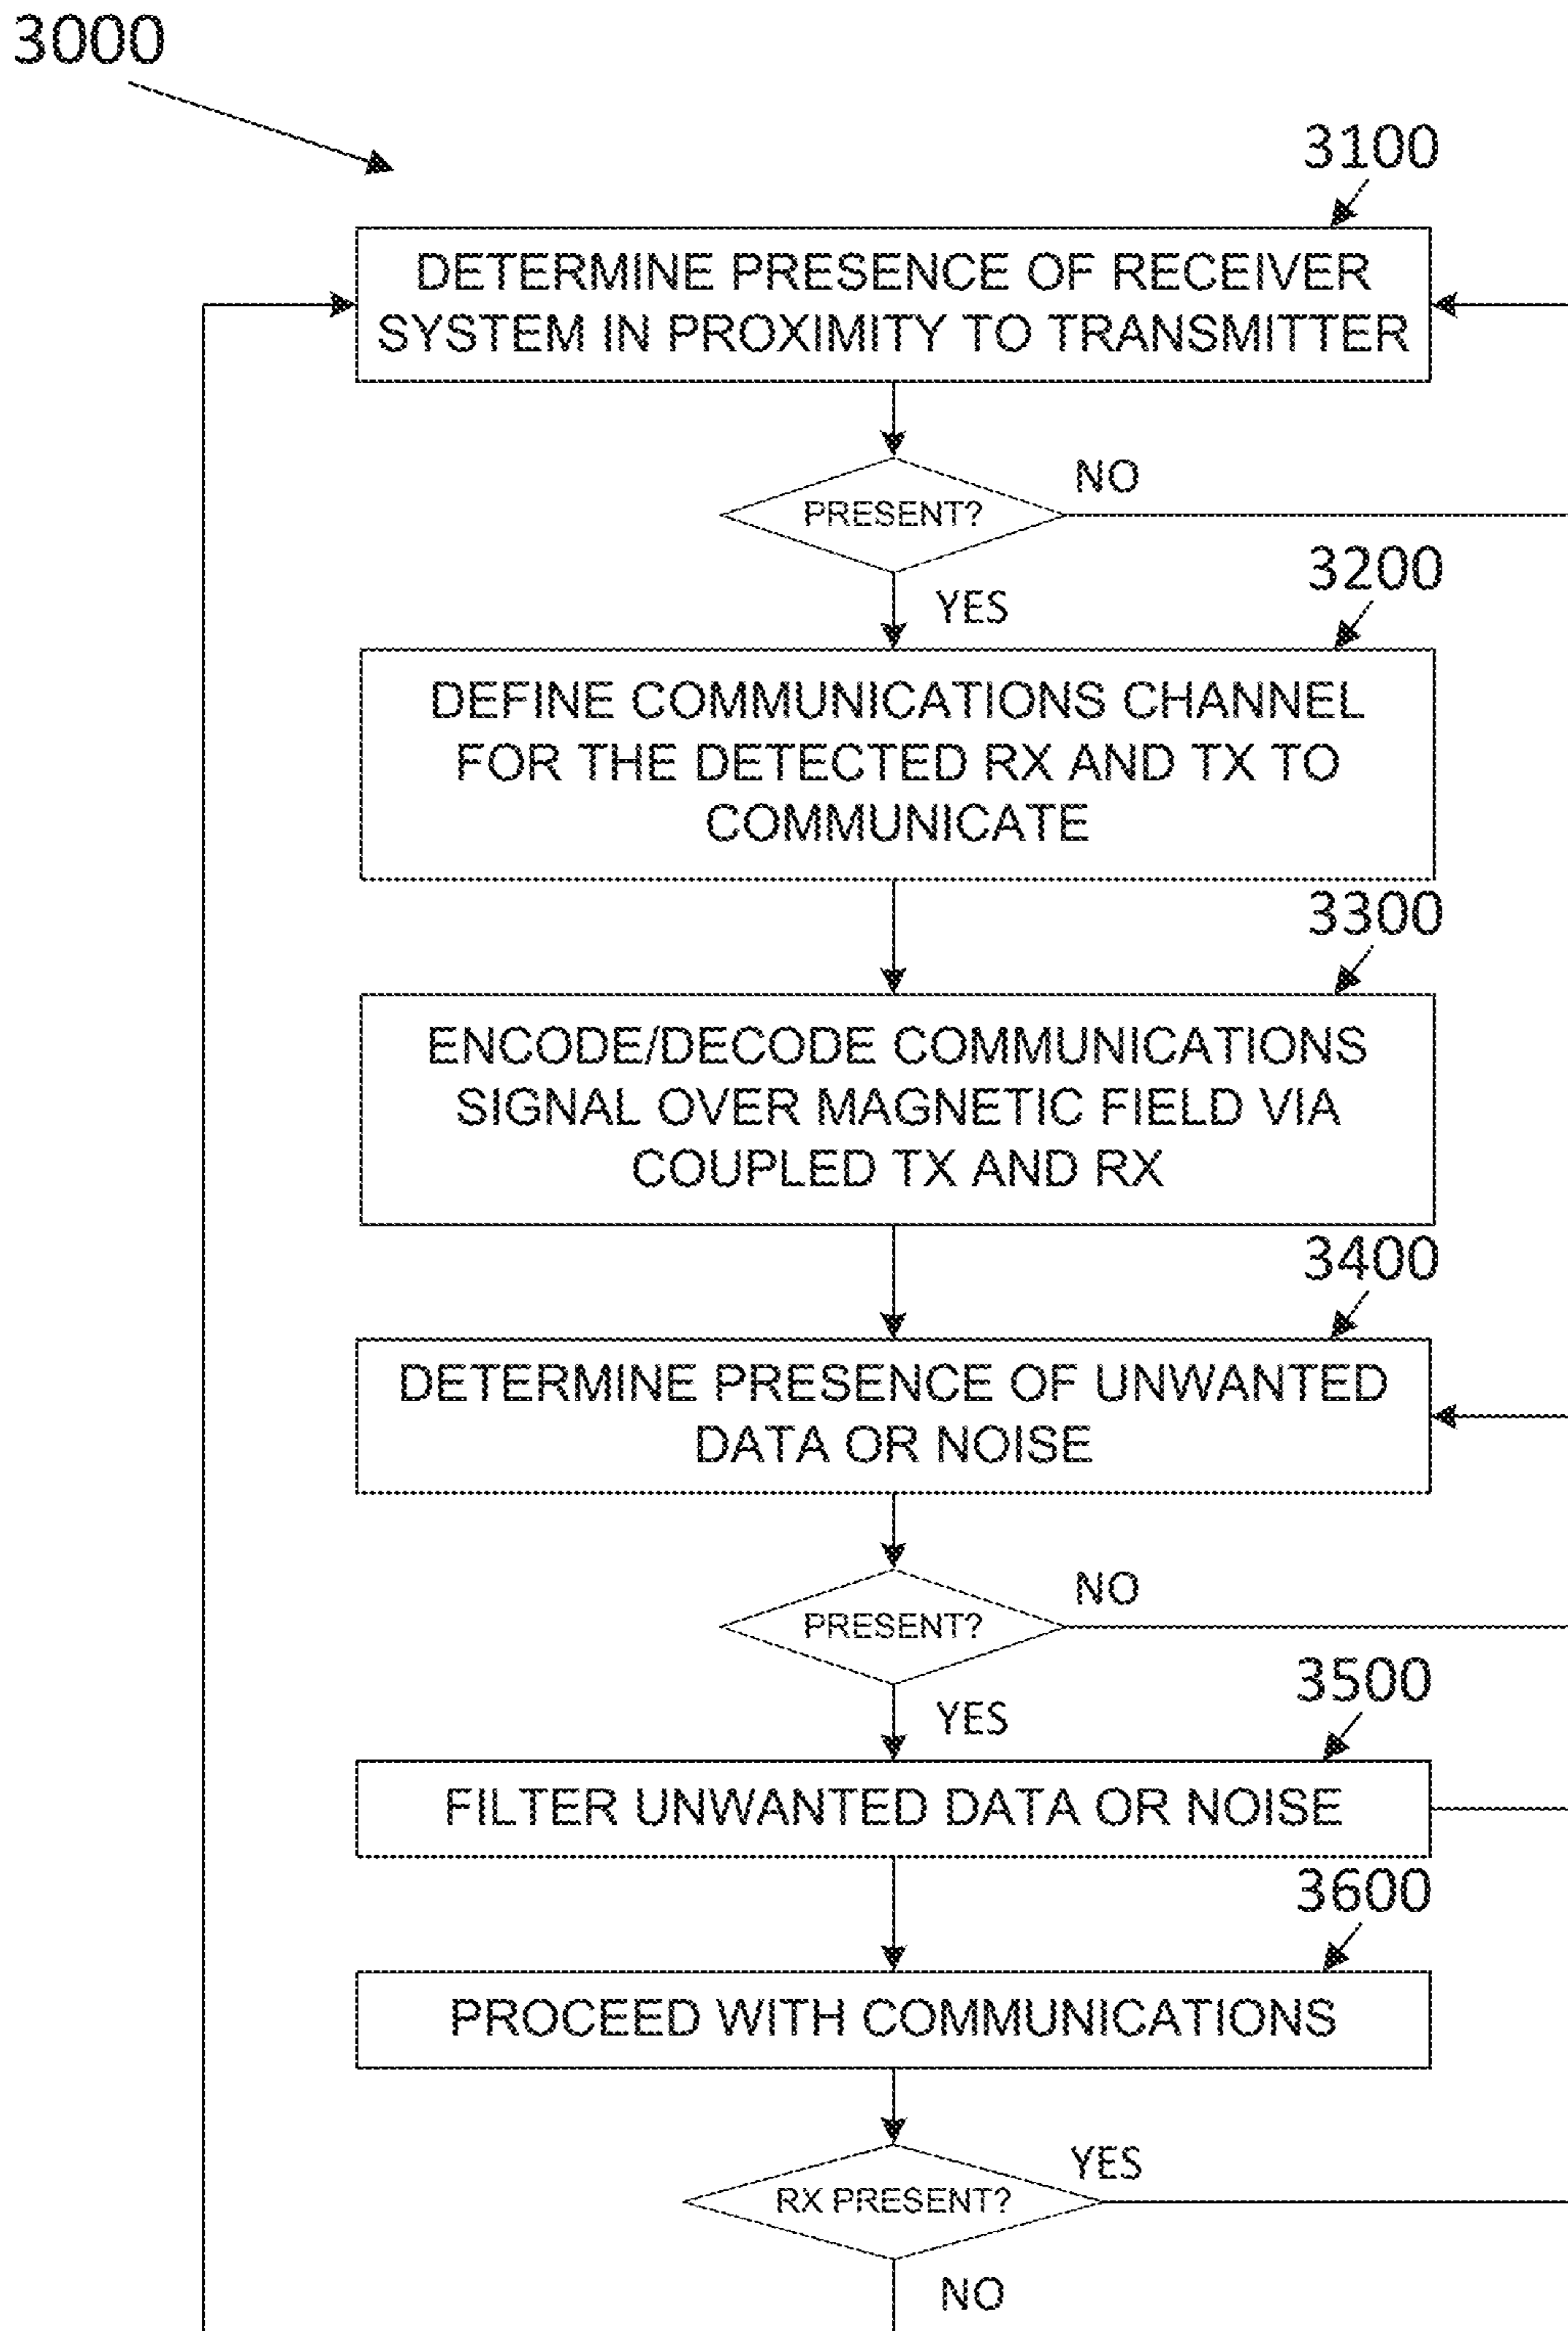 3000
3100
DETERMINE PRESENCE OF RECEIVER
SYSTEM IN PROXIMITY TO TRANSMITTER
PRESENT?
NO
YES
3200
DEFINE COMMUNICATIONS CHANNEL
FOR THE DETECTED RX AND TX TO
COMMUNICATE
3300
ENCODE/DECODE COMMUNICATIONS
SIGNAL OVER MAGNETIC FIELD VIA
COUPLED TX AND RX
3400
DETERMINE PRESENCE OF UNWANTED
DATA OR NOISE
PRESENT?
NO
YES
3500
FILTER UNWANTED DATA OR NOISE
3600
PROCEED WITH COMMUNICATIONS
RX PRESENT?
YES
NO